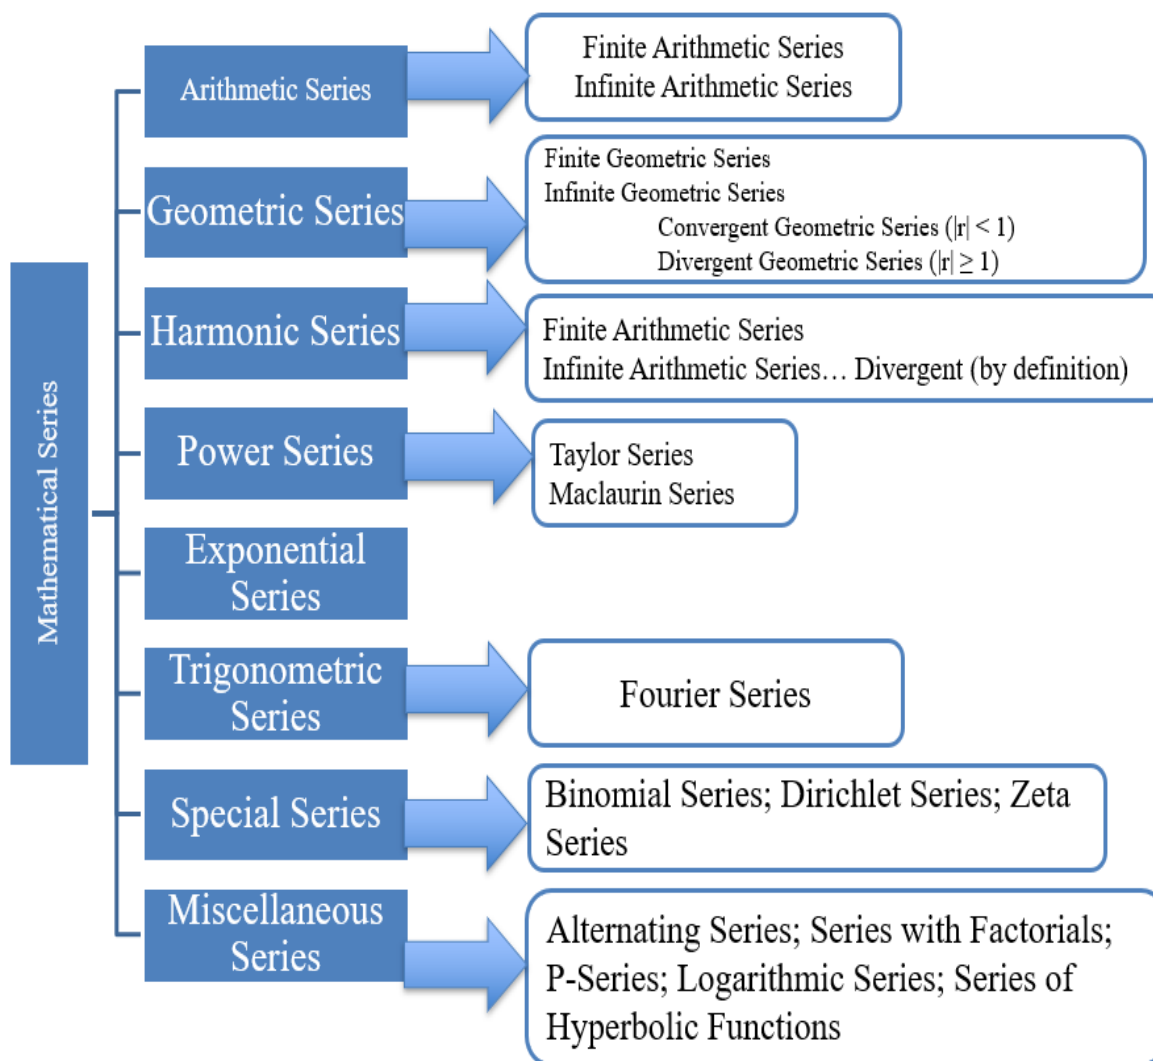 Mathematical Series
Arithmetic Series
Finite Arithmetic Series
Infinite Arithmetic Series
Geometric Series
Finite Geometric Series
Infinite Geometric Series
Convergent Geometric Series (|r| < 1)
Divergent Geometric Series (|r| ≥ 1)
Harmonic Series
Finite Arithmetic Series
Infinite Arithmetic Series… Divergent (by definition)
Power Series
Taylor Series
Maclaurin Series
Exponential
Series
Trigonometric
Series
Fourier Series
Special Series
Binomial Series; Dirichlet Series; Zeta
Series
Miscellaneous
Series
Alternating Series; Series with Factorials;
P-Series; Logarithmic Series; Series of
Hyperbolic Functions